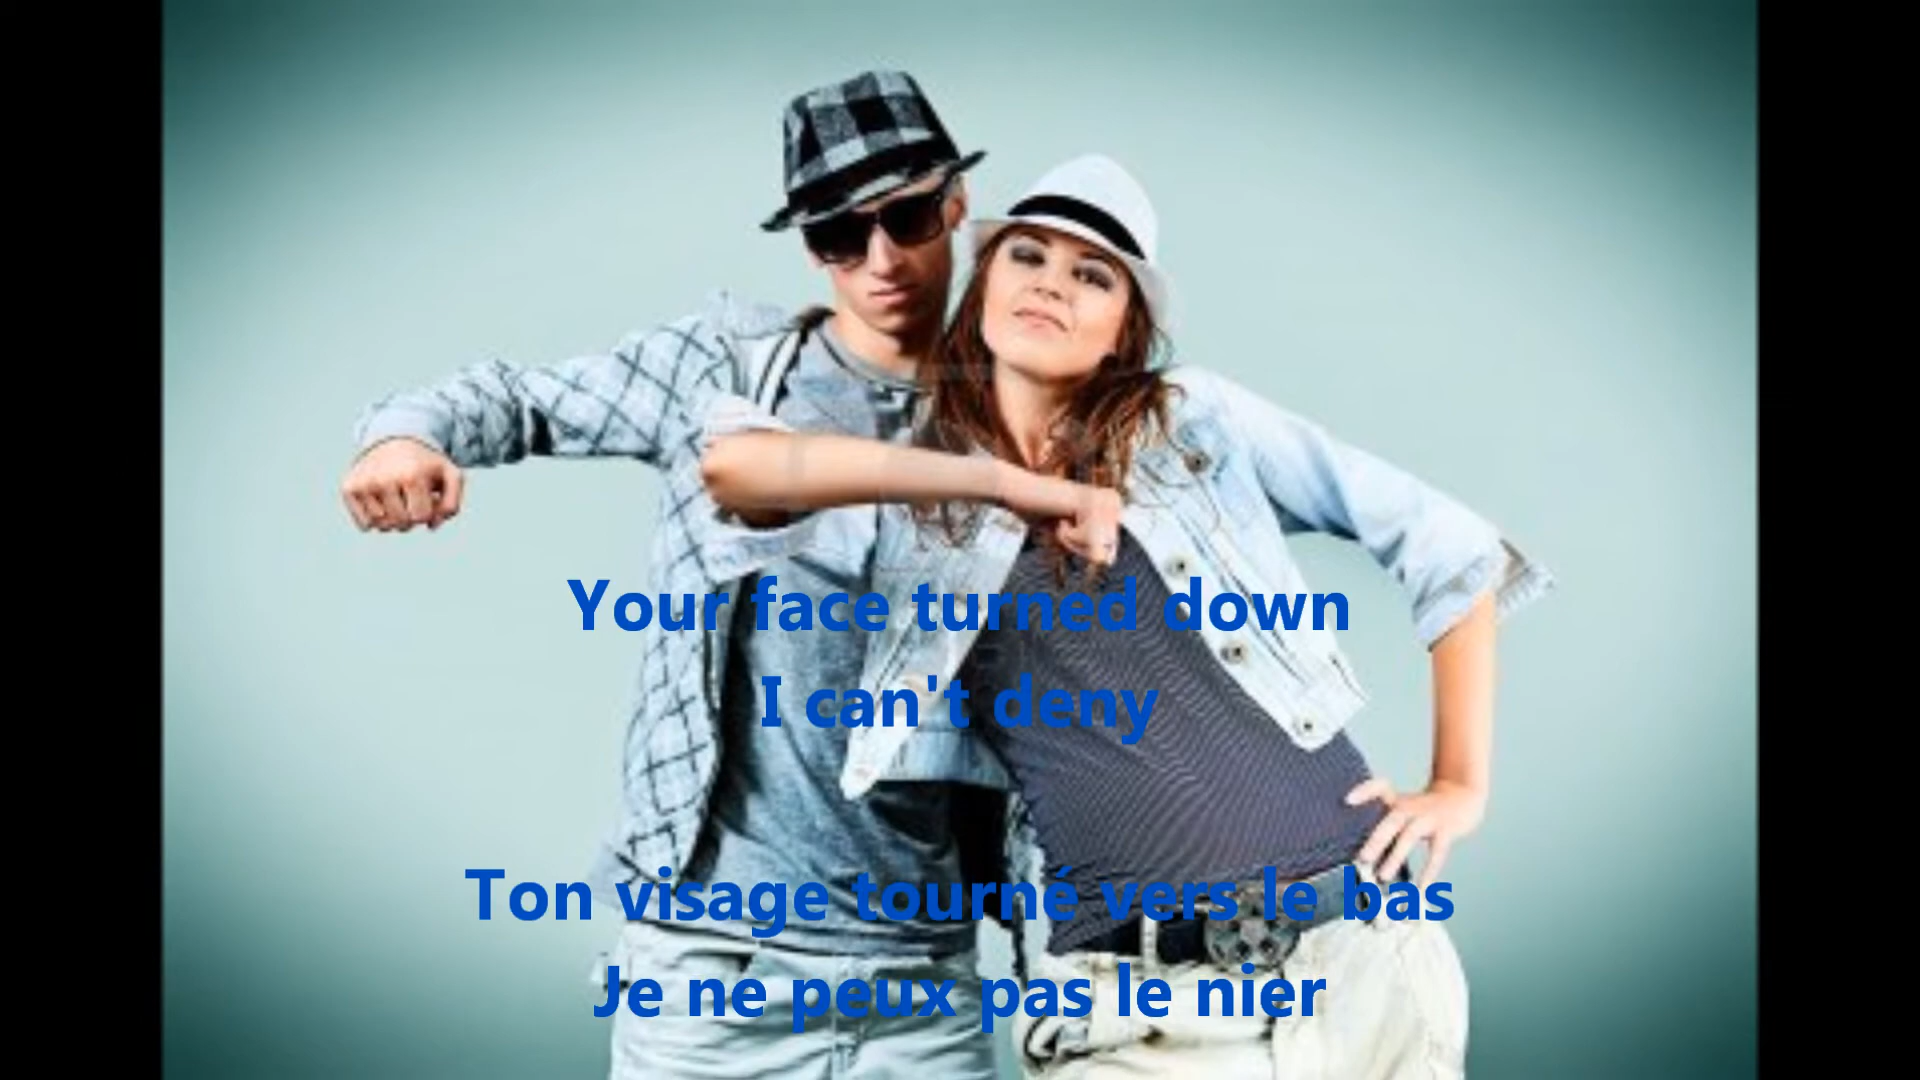 Your face turned down
I can't deny
Ton visage tourné vers le bas
Je ne peux pas le nier